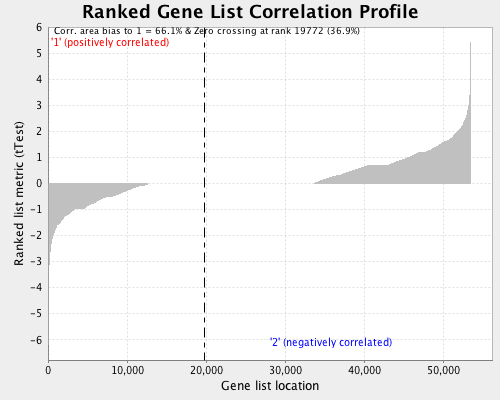 Ranked Gene List Correlation Profile
Corr. area bias to 1 = 66.1% & Zero crossing at rank 19772 (36.9%)
'1' (positively correlated)
6
5
4
3
2
1
0
-1
-2
-3
-4
-5
-6
Ranked list metric (tTest)
'2' (negatively correlated)
0 10,000 20,000 30,000 40,000 50,000
Gene list location